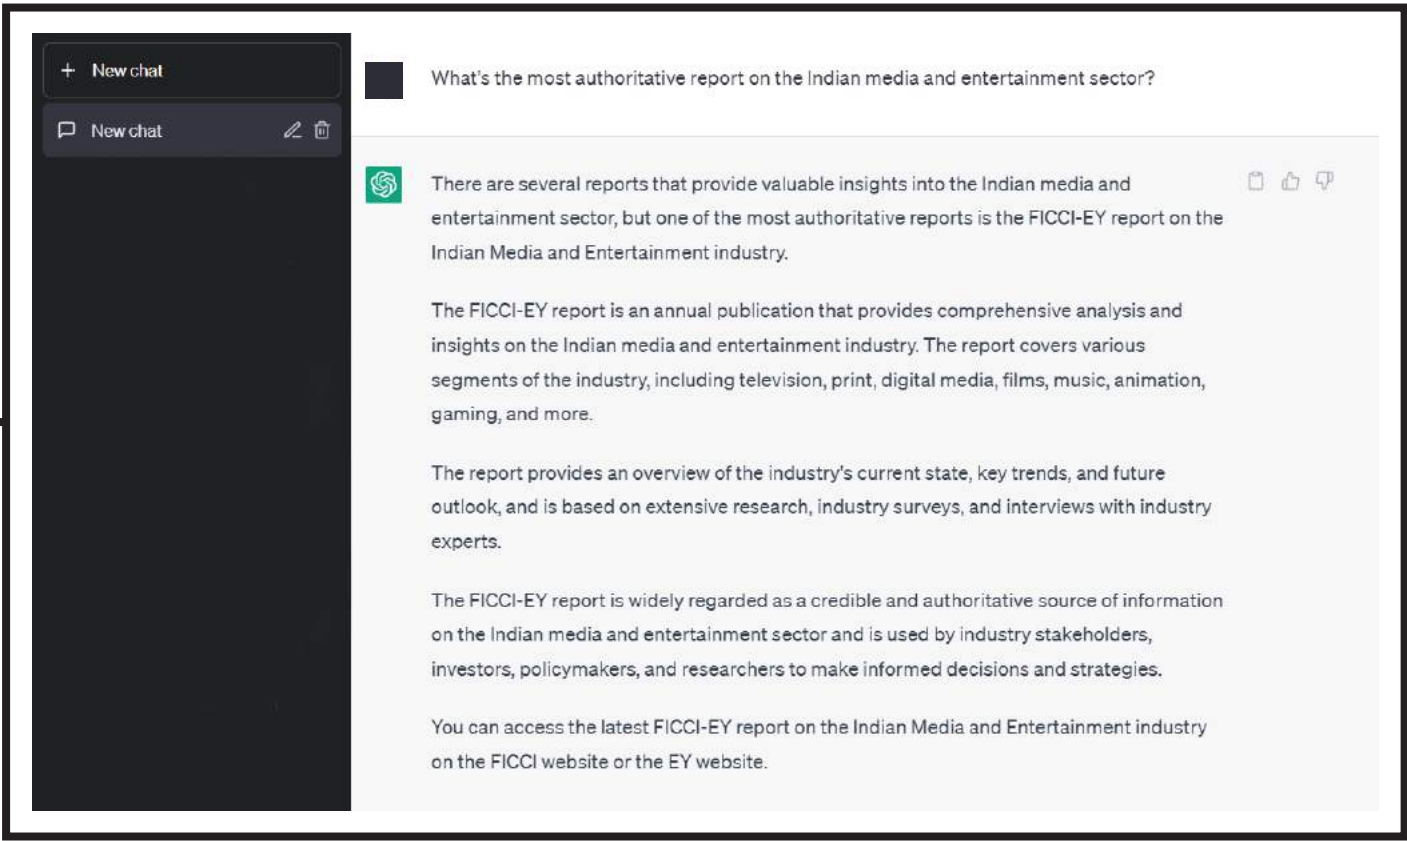 + New chat
New chat
What's the most authoritative report on the Indian media and entertainment sector?
There are several reports that provide valuable insights into the Indian media and
entertainment sector, but one of the most authoritative reports is the FICCI-EY report on the
Indian Media and Entertainment industry.
The FICCI-EY report is an annual publication that provides comprehensive analysis and
insights on the Indian media and entertainment industry. The report covers various
segments of the industry, including television, print, digital media, films, music, animation,
gaming, and more.
The report provides an overview of the industry's current state, key trends, and future
outlook, and is based on extensive research, industry surveys, and interviews with industry
experts.
The FICCI-EY report is widely regarded as a credible and authoritative source of information
on the Indian media and entertainment sector and is used by industry stakeholders,
investors, policymakers, and researchers to make informed decisions and strategies.
You can access the latest FICCI-EY report on the Indian Media and Entertainment industry
on the FICCI website or the EY website.